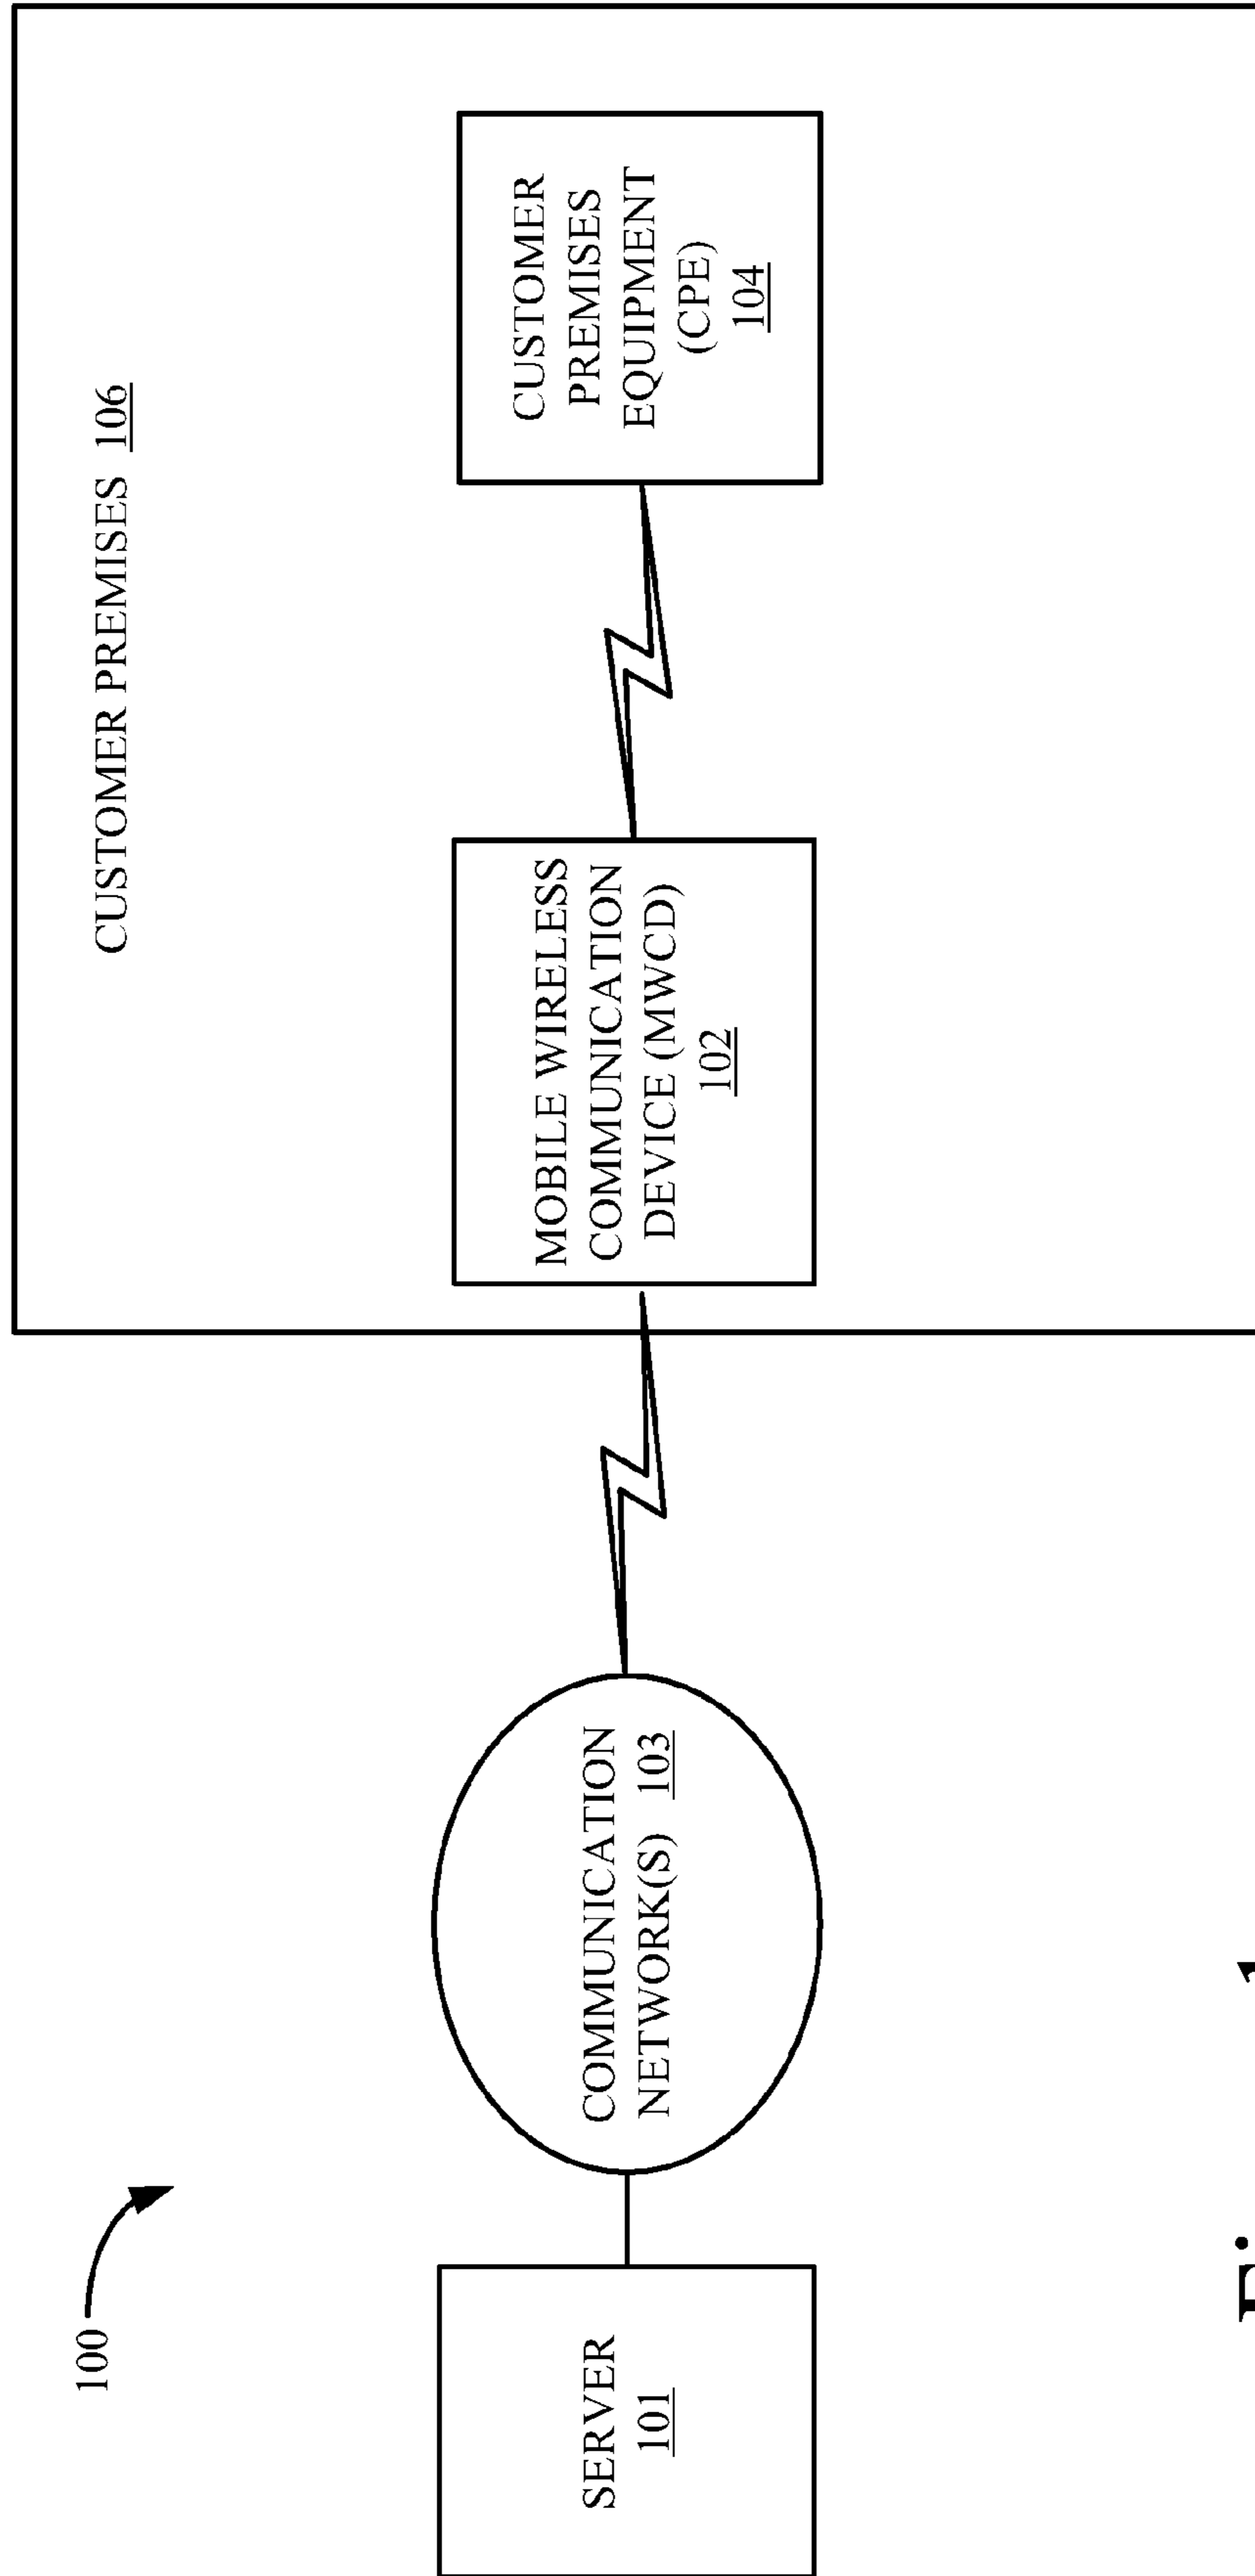 100
CUSTOMER PREMISES 106
SERVER
101
COMMUNICATION
NETWORK(S) 103
MOBILE WIRELESS
COMMUNICATION
DEVICE (MWCD)
102
CUSTOMER
PREMISES
EQUIPMENT
(CPE)
104